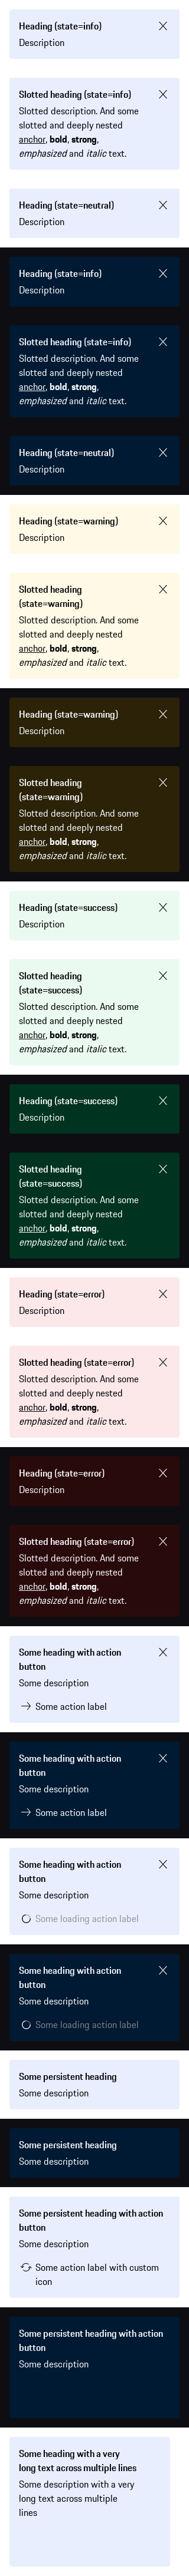 Heading (state=info)
Description
Slotted heading (state=info)
Slotted description. And some
slotted and deeply nested
anchor, bold, strong,
emphasized and italic text.
Heading (state=neutral)
Description
Heading (state=info)
Description
Slotted heading (state=info)
Slotted description. And some
slotted and deeply nested
anchor, bold, strong,
emphasized and italic text.
Heading (state=neutral)
Description
Heading (state=warning)
Description
Slotted heading
(state=warning)
Slotted description. And some
slotted and deeply nested
anchor, bold, strong,
emphasized and italic text.
Heading (state=warning)
Description
Slotted heading
(state=warning)
Slotted description. And some
slotted and deeply nested
anchor, bold, strong,
emphasized and italic text.
Heading (state=success)
Description
Slotted heading
(state=success)
Slotted description. And some
slotted and deeply nested
anchor, bold, strong,
emphasized and italic text.
Heading (state=success)
Description
Slotted heading
(state=success)
Slotted description. And some
slotted and deeply nested
anchor, bold, strong,
emphasized and italic text.
Heading (state=error)
Description
Slotted heading (state=error)
Slotted description. And some
slotted and deeply nested
anchor, bold, strong,
emphasized and italic text.
Heading (state=error)
Description
Slotted heading (state=error)
Slotted description. And some
slotted and deeply nested
anchor, bold, strong,
emphasized and italic text.
Some heading with action
button
Some description
Some action label
Some heading with action
button
Some description
Some action label
Some heading with action
button
Some description
Some loading action label
Some heading with action
button
Some description
Some loading action label
Some persistent heading
Some description
Some persistent heading
Some description
Some persistent heading with action
button
Some description
Some action label with custom
icon
Some persistent heading with action
button
Some description
Some heading with a very
long text across multiple lines
Some description with a very
long text across multiple
lines